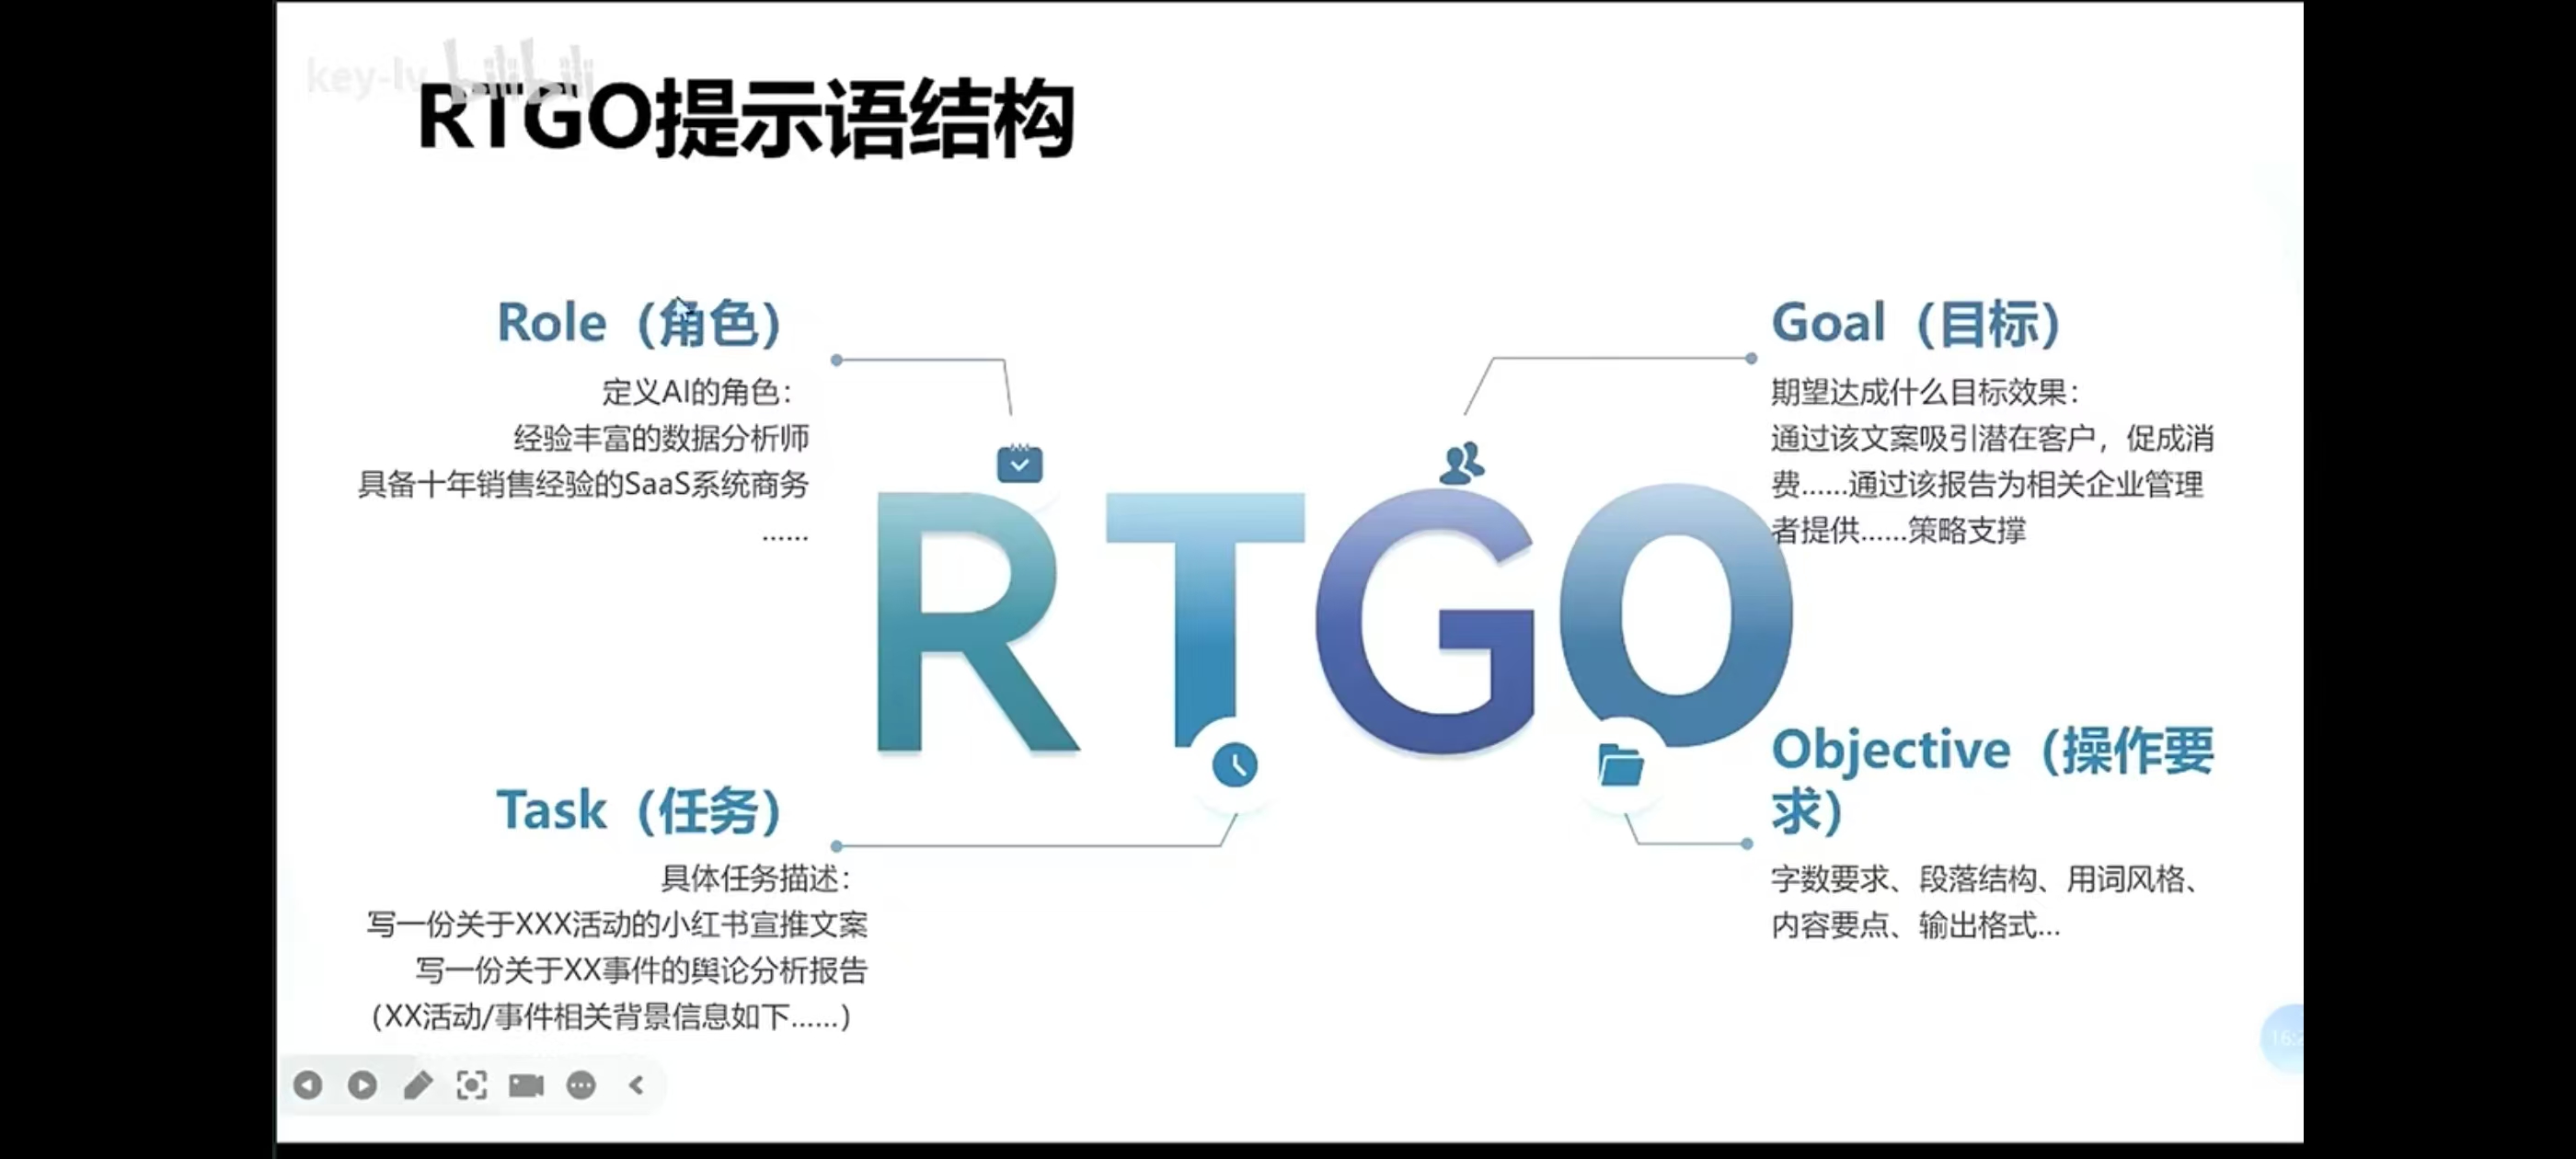 key-lv bilibili
RTGO提示语结构
Role（角色）
定义AI的角色：
经验丰富的数据分析师
具备十年销售经验的SaaS系统商务
……
Goal（目标）
期望达成什么目标效果：
通过该文案吸引潜在客户，促成消
费……通过该报告为相关企业管理
者提供……策略支撑
RTGO
Task（任务）
具体任务描述：
写一份关于XXX活动的小红书宣推文案
写一份关于XX事件的舆论分析报告
（XX活动/事件相关背景信息如下……）
Objective（操作要
求）
字数要求、段落结构、用词风格、
内容要点、输出格式...